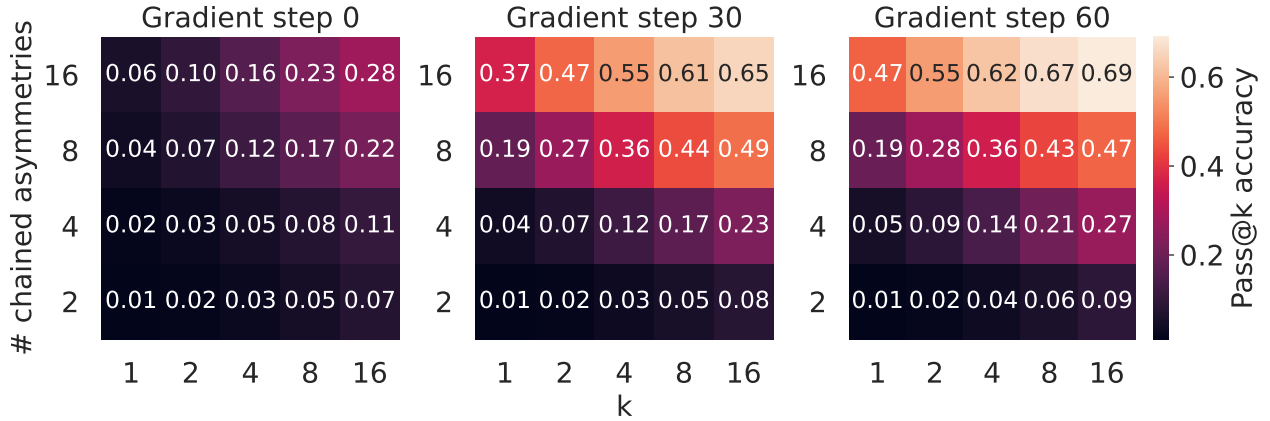 Gradient step 0
Gradient step 30
Gradient step 60
# chained asymmetries
16
0.06 0.10 0.16 0.23 0.28
8
0.04 0.07 0.12 0.17 0.22
4
0.02 0.03 0.05 0.08 0.11
2
0.01 0.02 0.03 0.05 0.07
1 2 4 8 16
16
0.37 0.47 0.55 0.61 0.65
8
0.19 0.27 0.36 0.44 0.49
4
0.04 0.07 0.12 0.17 0.23
2
0.01 0.02 0.03 0.05 0.08
1 2 4 8 16
k
16
0.47 0.55 0.62 0.67 0.69
8
0.19 0.28 0.36 0.43 0.47
4
0.05 0.09 0.14 0.21 0.27
2
0.01 0.02 0.04 0.06 0.09
1 2 4 8 16
0.6
0.4
0.2
Pass@k accuracy